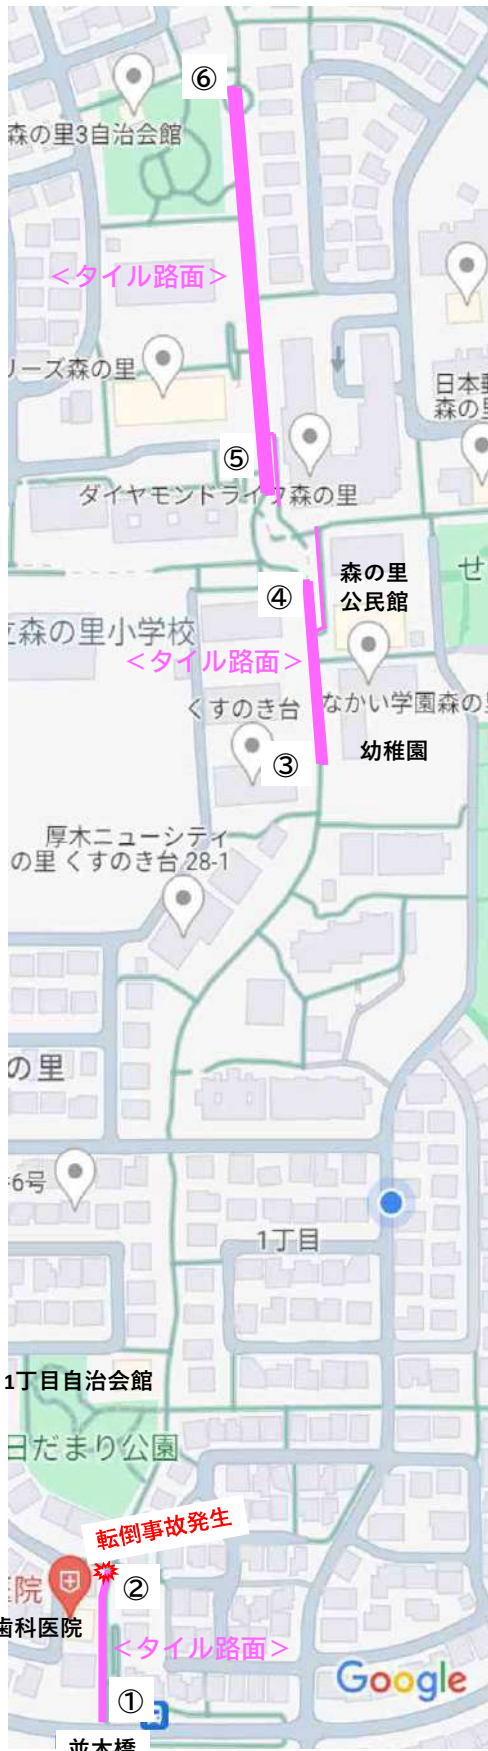 ⑥
森の里3自治会館
＜タイル路面＞
リーズ森の里
日本郵
森の里
⑤
ダイヤモンドライフ森の里
せ
④
森の里
公民館
立森の里小学校
＜タイル路面＞
くすのき台
なかい学園森の里
③
幼稚園
厚木ニューシティ
の里 くすのき台 28-1
の里
6号
1丁目
1丁目自治会館
日だまり公園
転倒事故発生
医院
②
歯科医院
＜タイル路面＞
Google
①
並木橋